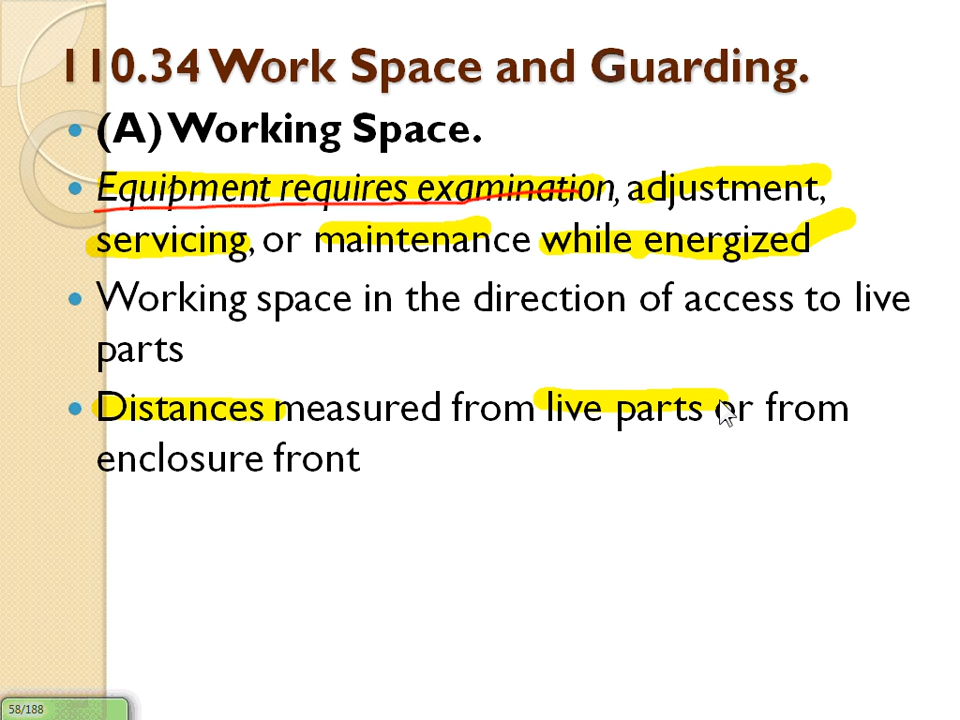 110.34 Work Space and Guarding.
(A) Working Space.
Equipment requires examination, adjustment,
servicing, or maintenance while energized
Working space in the direction of access to live
parts
Distances measured from live parts or from
enclosure front
58/188